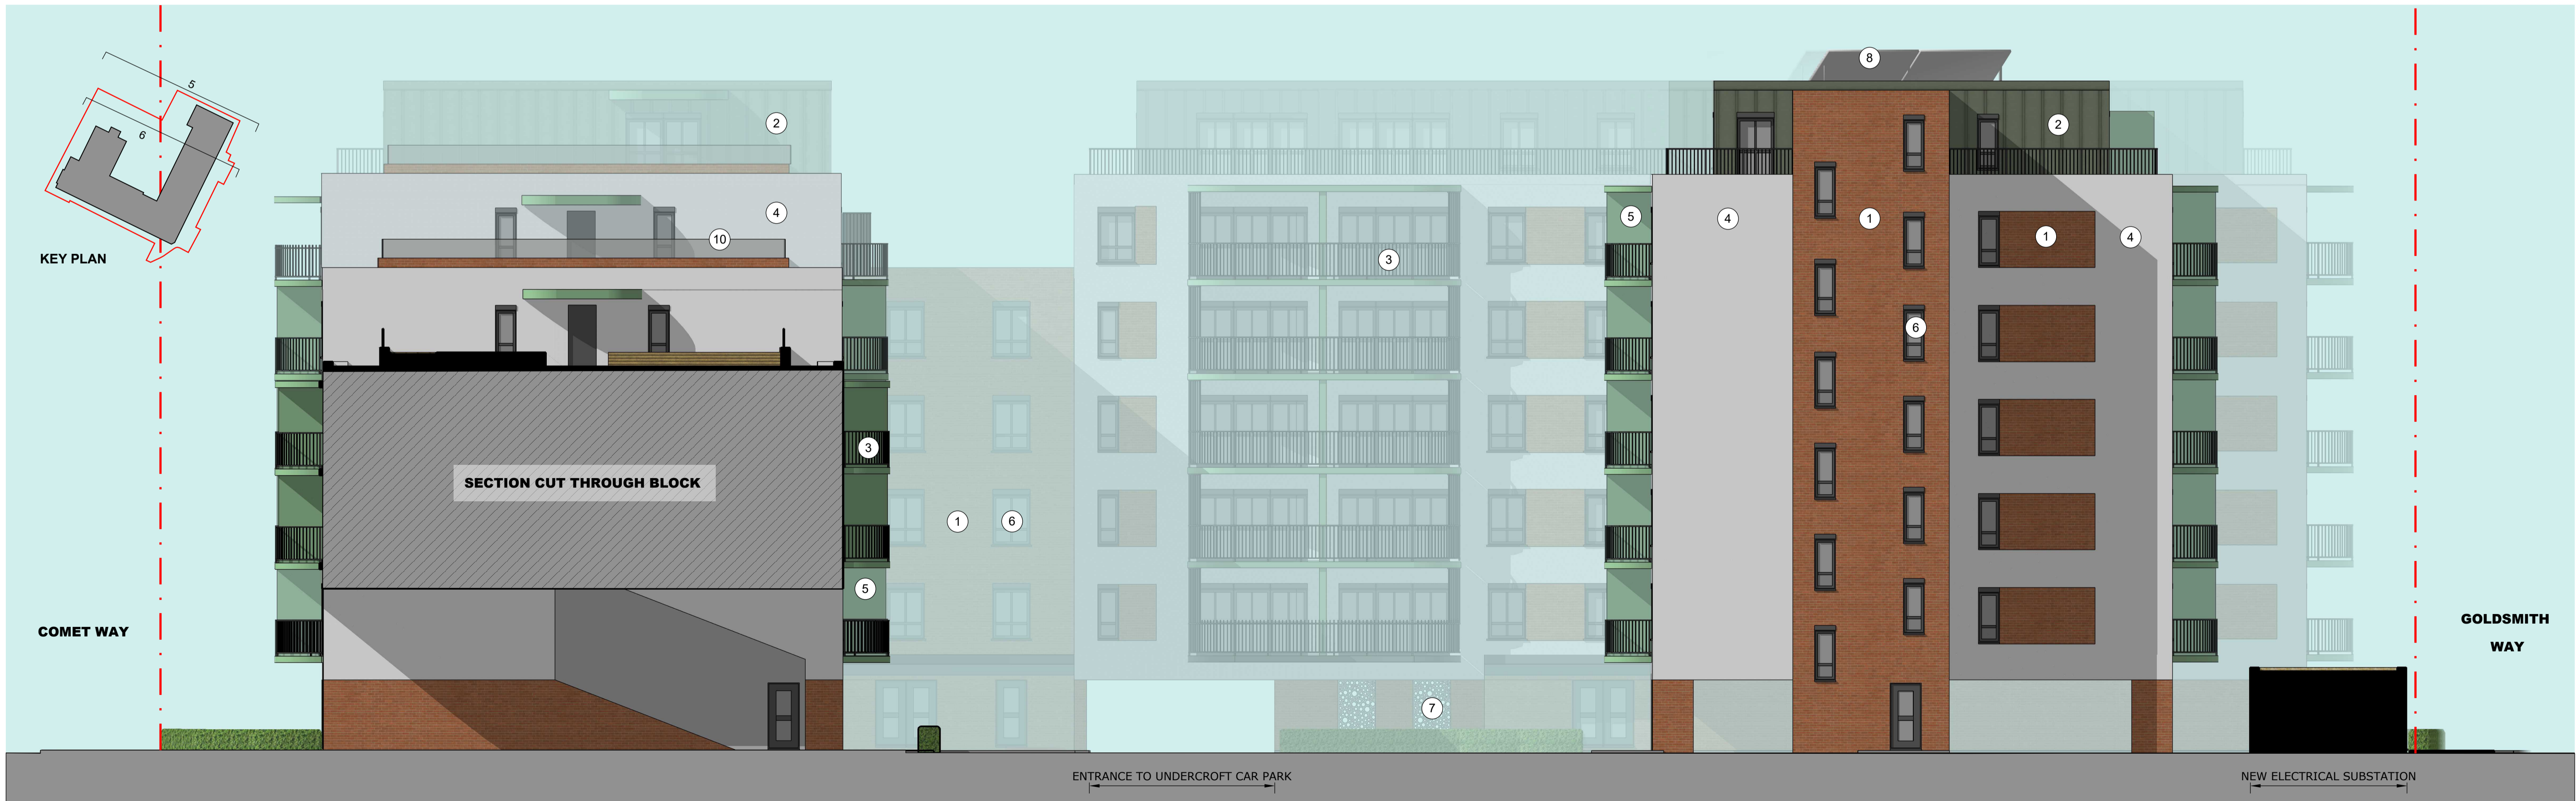 5
6
KEY PLAN
8
2
2
4
10
5
4
1
1
4
3
6
3
SECTION CUT THROUGH BLOCK
1
6
5
COMET WAY
GOLDSMITH
WAY
7
ENTRANCE TO UNDERCROFT CAR PARK
NEW ELECTRICAL SUBSTATION